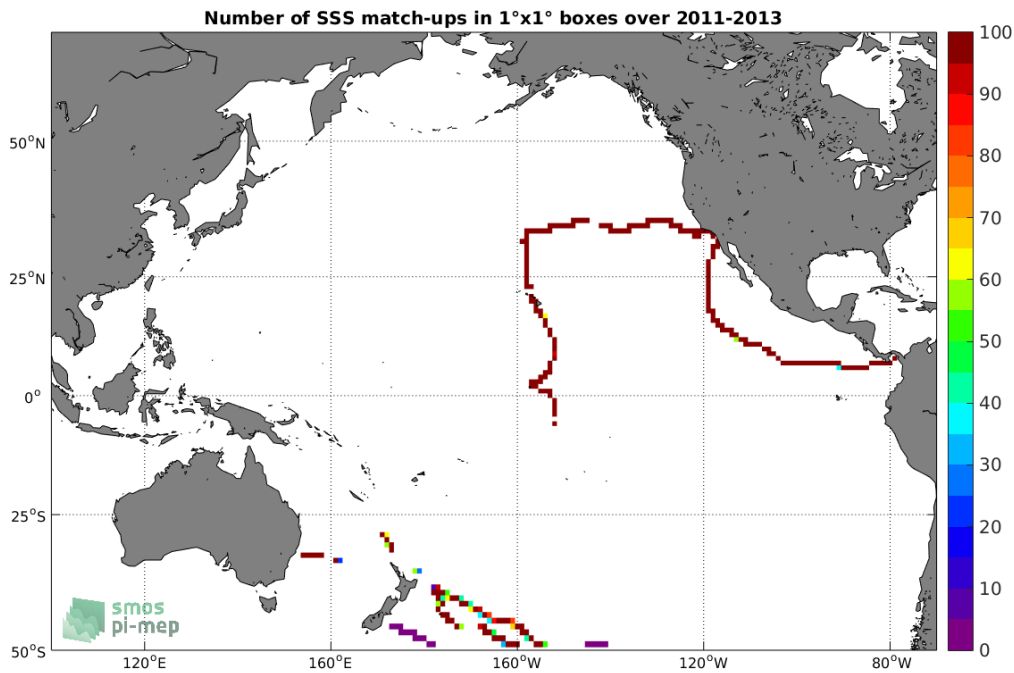 Number of SSS match-ups in 1°x1° boxes over 2011-2013
50°N
25°N
0°
25°S
50°S
120°E
160°E
160°W
120°W
80°W
100
90
80
70
60
50
40
30
20
10
0
smos
pi-mep